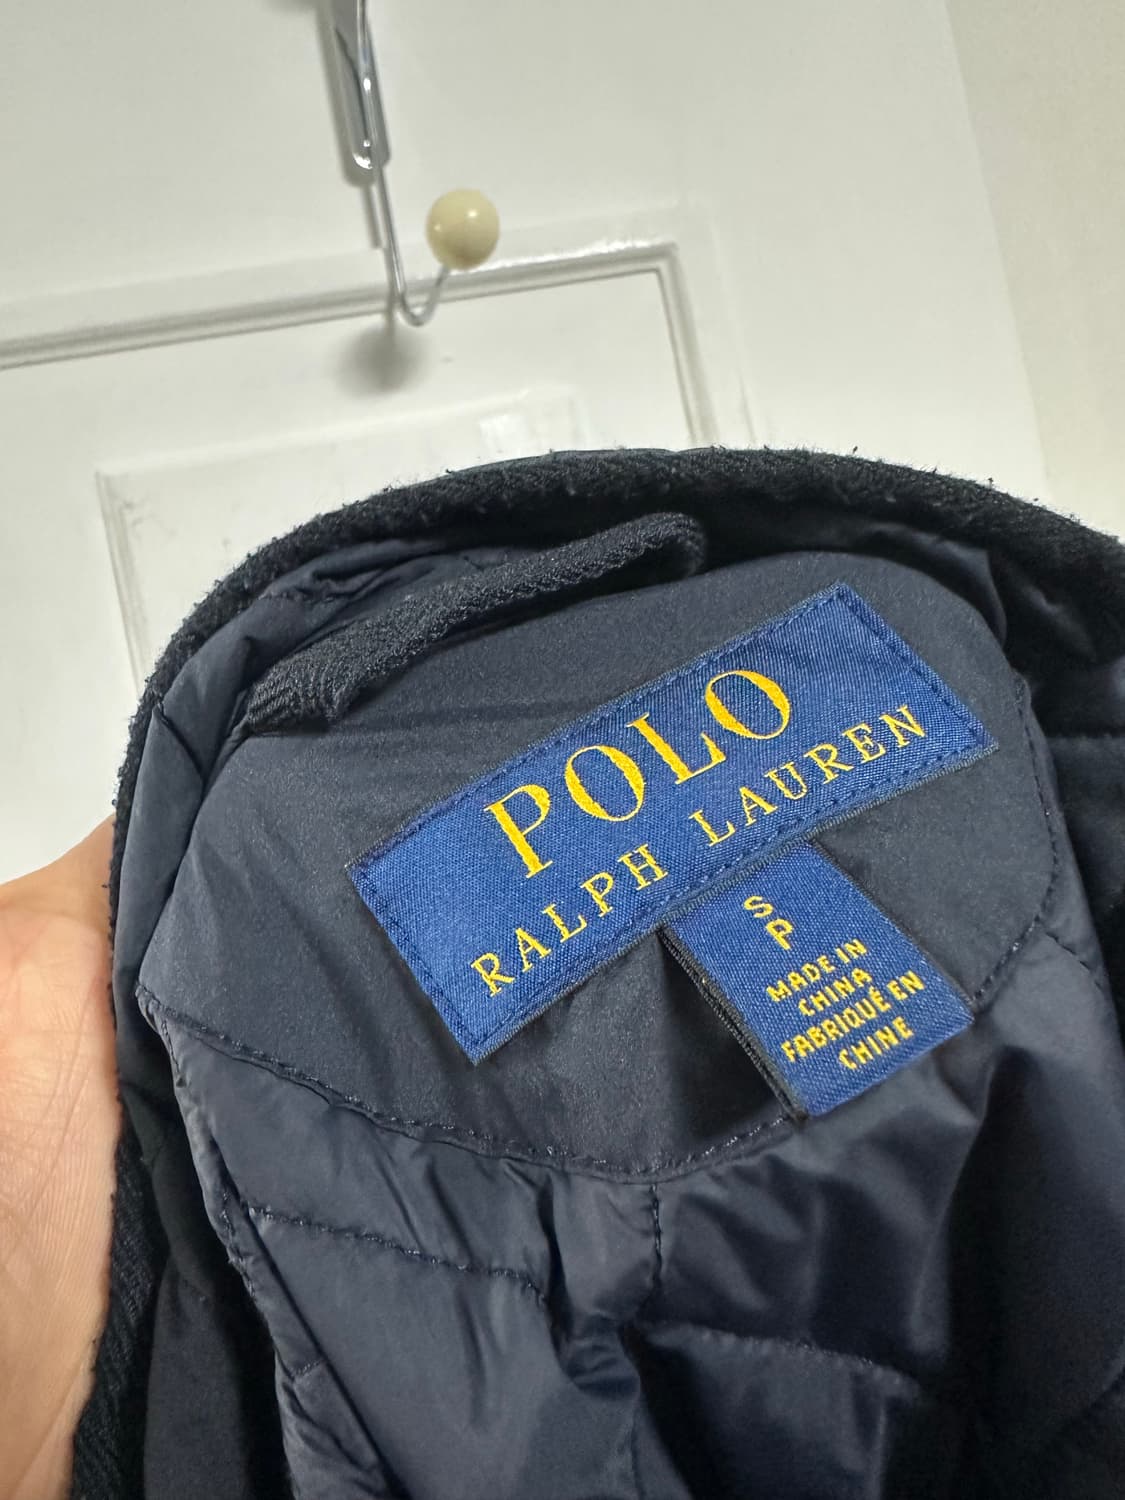 POLO
RALPH LAUREN
S
P
MADE IN
CHINA
FABRIQUÉ EN
CHINE